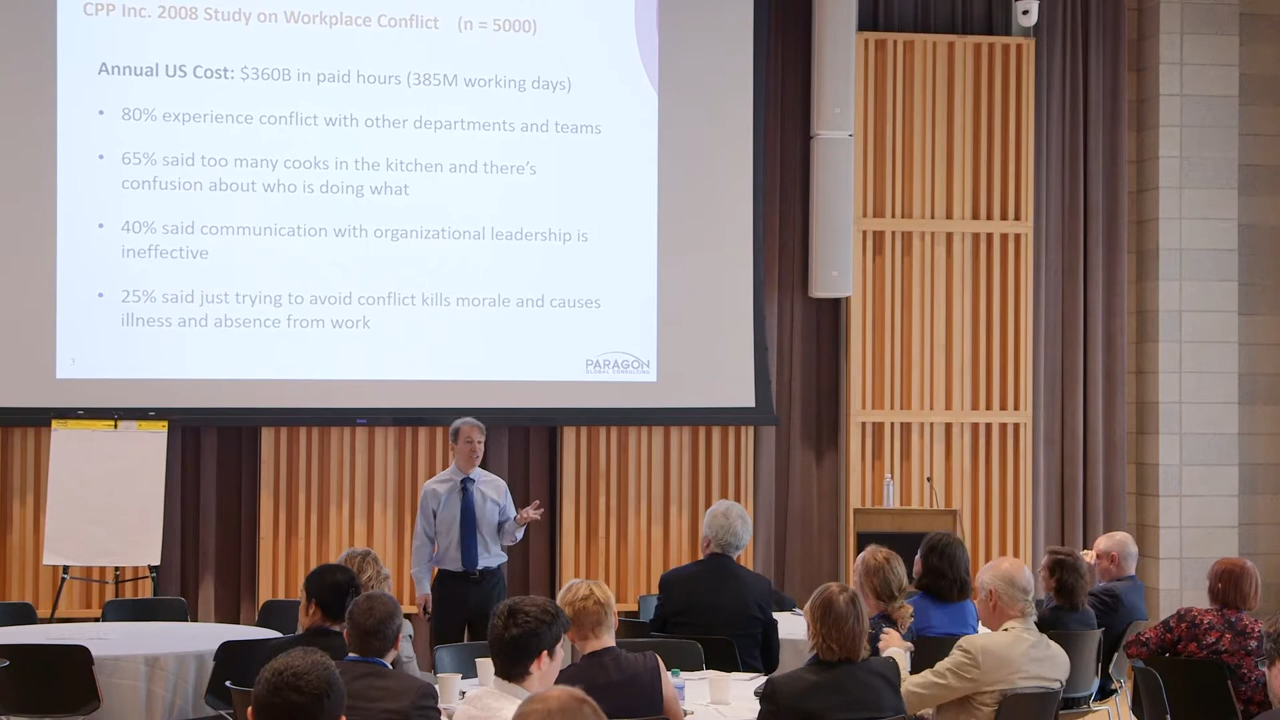 CPP Inc. 2008 Study on Workplace Conflict (n = 5000)
Annual US Cost: $360B in paid hours (385M working days)
• 80% experience conflict with other departments and teams
• 65% said too many cooks in the kitchen and there's
confusion about who is doing what
• 40% said communication with organizational leadership is
ineffective
• 25% said just trying to avoid conflict kills morale and causes
illness and absence from work
3
PARAGON
GLOBAL CONSULTING